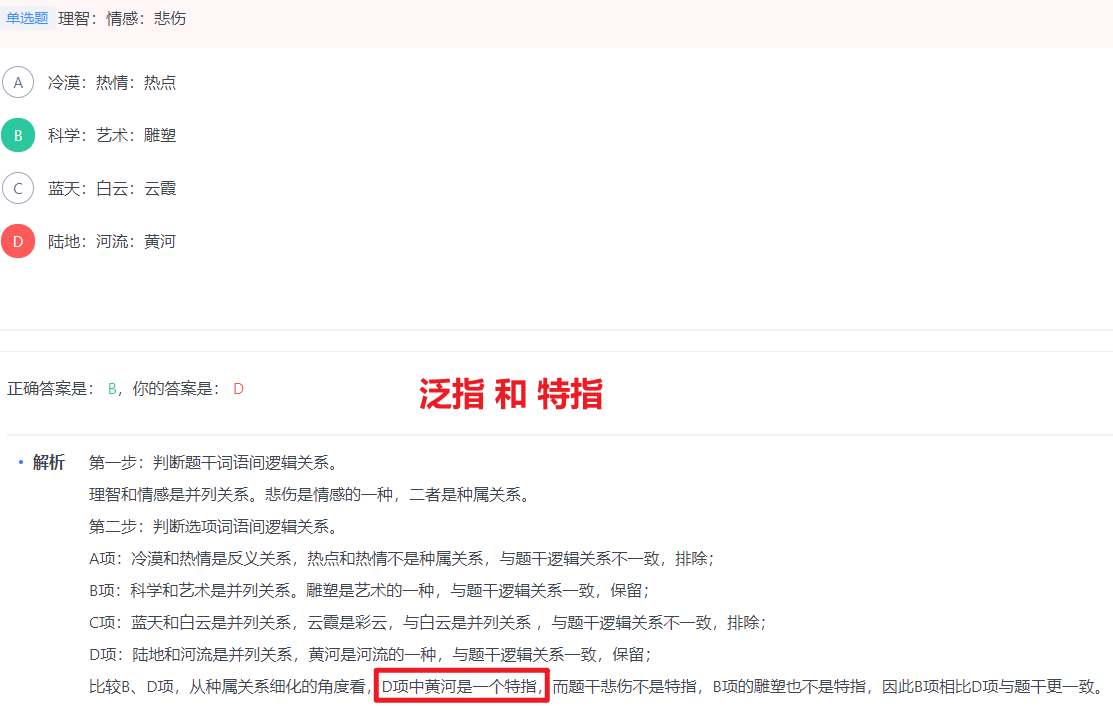 单选题 理智：情感：悲伤
A 冷漠：热情：热点
B 科学：艺术：雕塑
C 蓝天：白云：云霞
D 陆地：河流：黄河
正确答案是： B，你的答案是： D
泛指 和 特指
• 解析 第一步：判断题干词语间逻辑关系。
理智和情感是并列关系。悲伤是情感的一种，二者是种属关系。
第二步：判断选项词语间逻辑关系。
A项：冷漠和热情是反义关系，热点和热情不是种属关系，与题干逻辑关系不一致，排除；
B项：科学和艺术是并列关系。雕塑是艺术的一种，与题干逻辑关系一致，保留；
C项：蓝天和白云是并列关系，云霞是彩云，与白云是并列关系 ，与题干逻辑关系不一致，排除；
D项：陆地和河流是并列关系，黄河是河流的一种，与题干逻辑关系一致，保留；
比较B、D项，从种属关系细化的角度看，D项中黄河是一个特指，而题干悲伤不是特指，B项的雕塑也不是特指，因此B项相比D项与题干更一致。